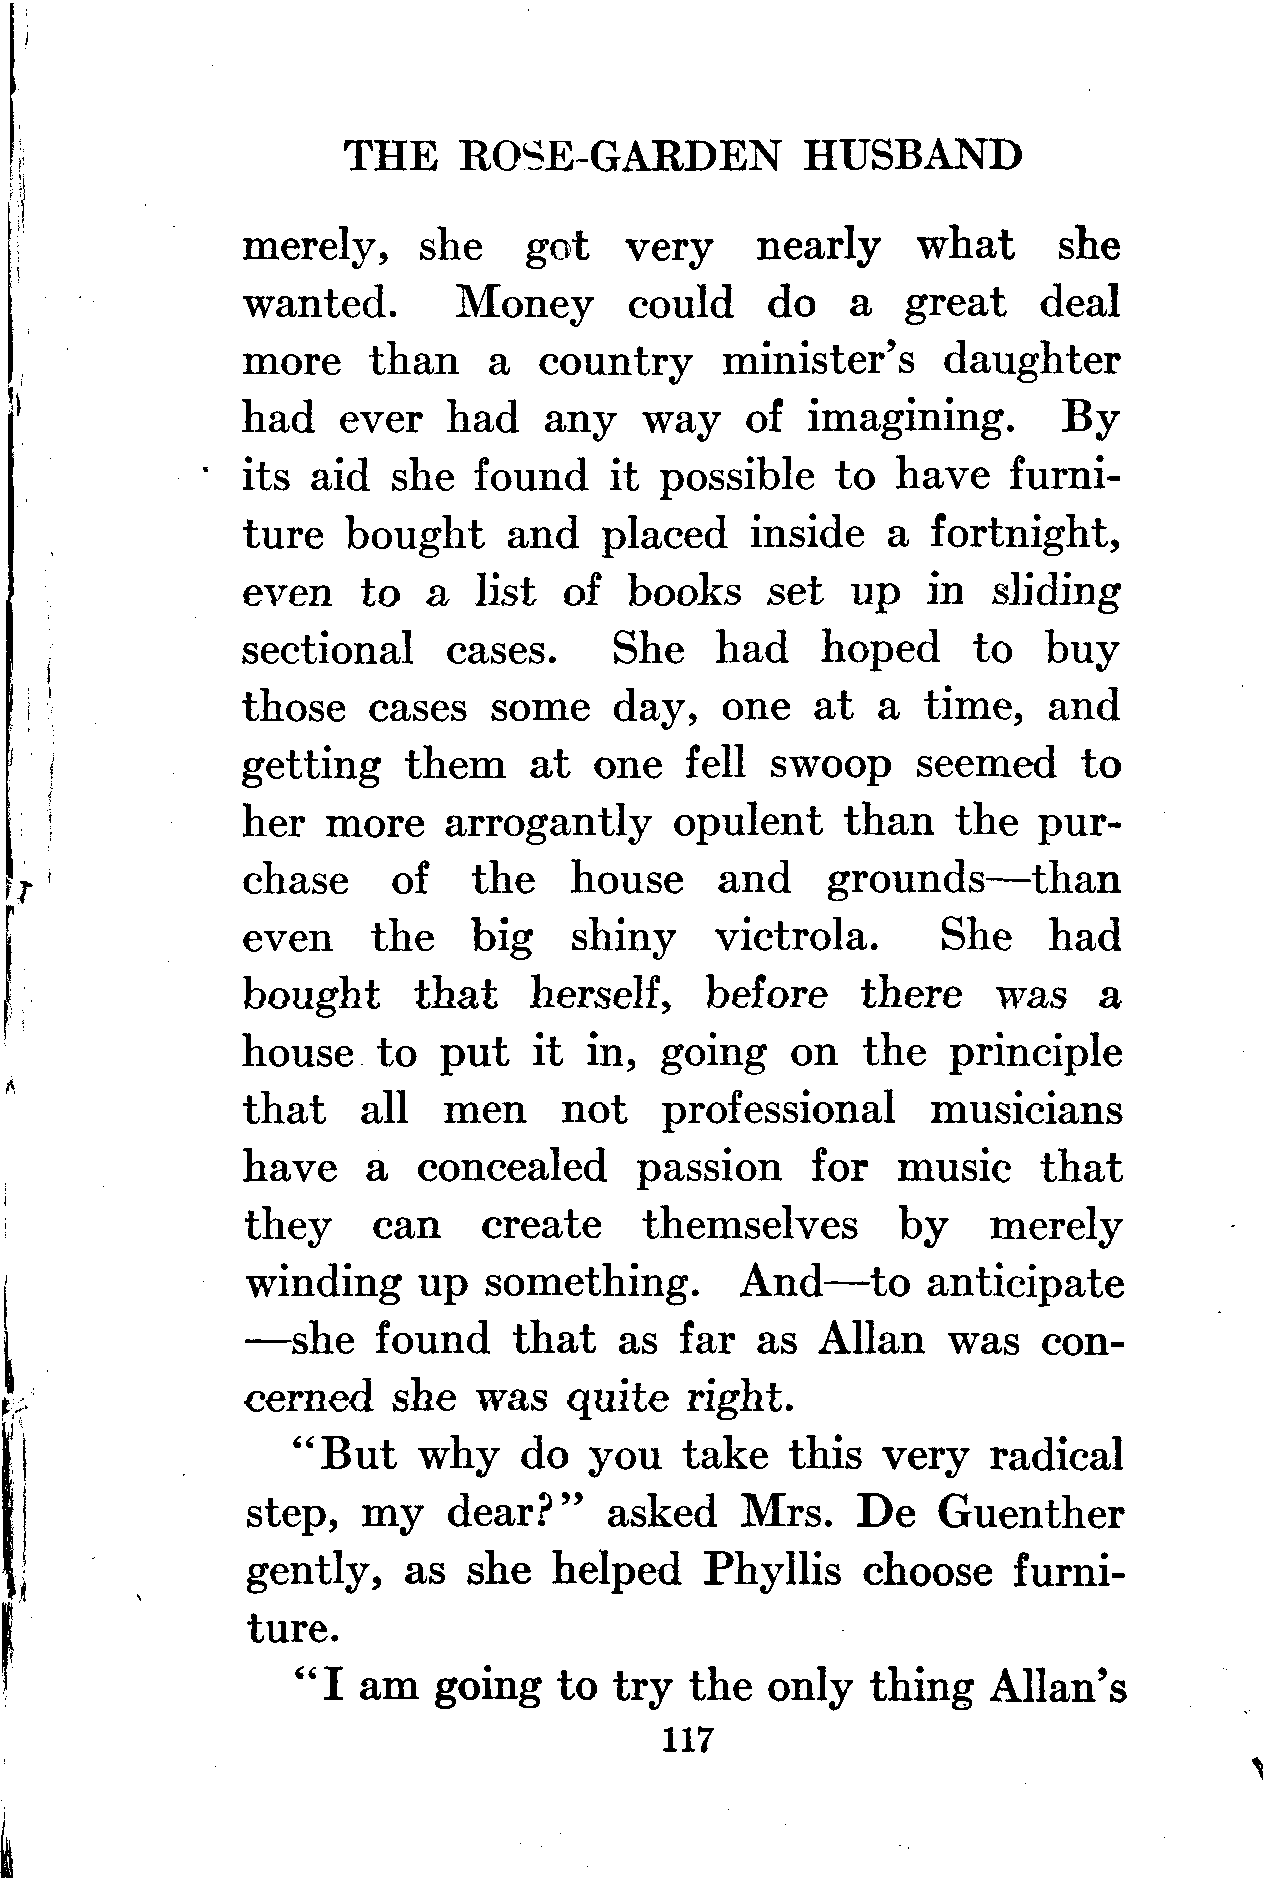 THE ROSE-GARDEN HUSBAND
merely, she got very nearly what she
wanted. Money could do a great deal
more than a country minister's daughter
had ever had any way of imagining. By
its aid she found it possible to have furni-
ture bought and placed inside a fortnight,
even to a list of books set up in sliding
sectional cases. She had hoped to buy
those cases some day, one at a time, and
getting them at one fell swoop seemed to
her more arrogantly opulent than the pur-
chase of the house and grounds—than
even the big shiny victrola. She had
bought that herself, before there was a
house to put it in, going on the principle
that all men not professional musicians
have a concealed passion for music that
they can create themselves by merely
winding up something. And—to anticipate
—she found that as far as Allan was con-
cerned she was quite right.
"But why do you take this very radical
step, my dear?" asked Mrs. De Guenther
gently, as she helped Phyllis choose furni-
ture.
"I am going to try the only thing Allan's
117